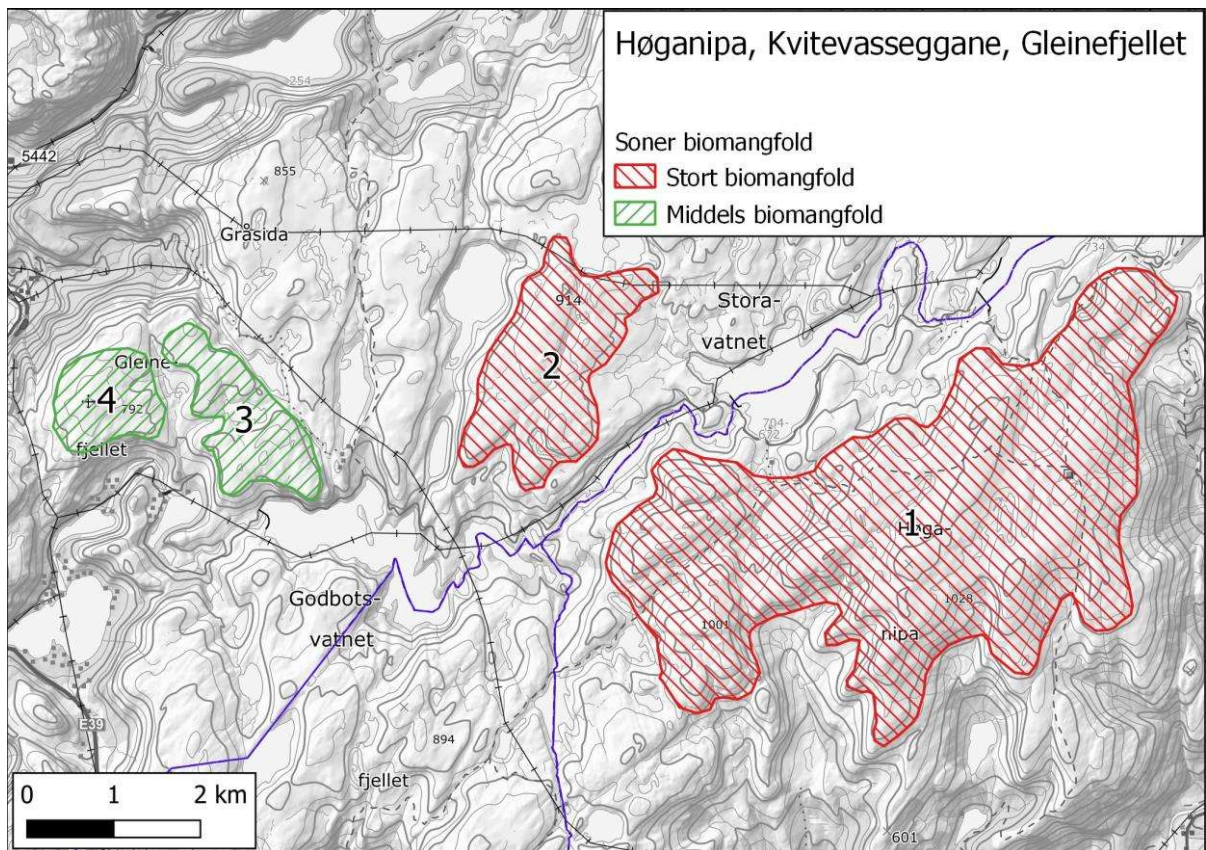 Høganipa, Kvitevasseggane, Gleinefjellet
Soner biomangfold
Stort biomangfold
Middels biomangfold
254
5442
855
Gråsida
734
914
Stora-
vatnet
2
Gleine-
4
792
3
fjellet
704-
672
1
Høga-
Godbots-
vatnet
1001
1028
nipa
E39
894
fjellet
601
0 1 2 km